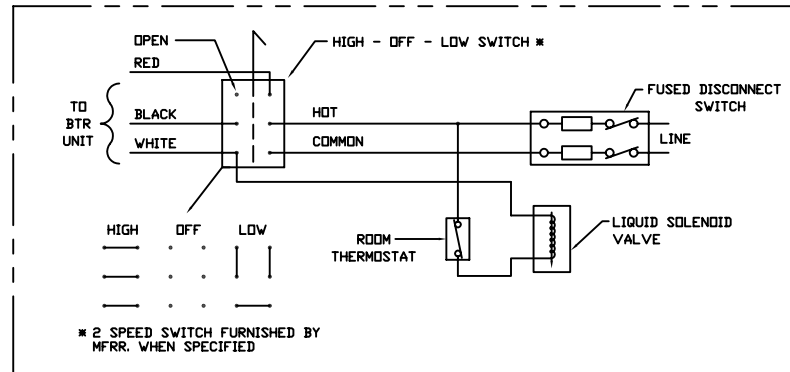 OPEN
HIGH - OFF - LOW SWITCH *
RED
FUSED DISCONNECT
SWITCH
TO
BTR
UNIT
BLACK
HOT
WHITE
COMMON
LINE
HIGH OFF LOW
ROOM
THERMOSTAT
LIQUID SOLENOID
VALVE
* 2 SPEED SWITCH FURNISHED BY
MFRR. WHEN SPECIFIED